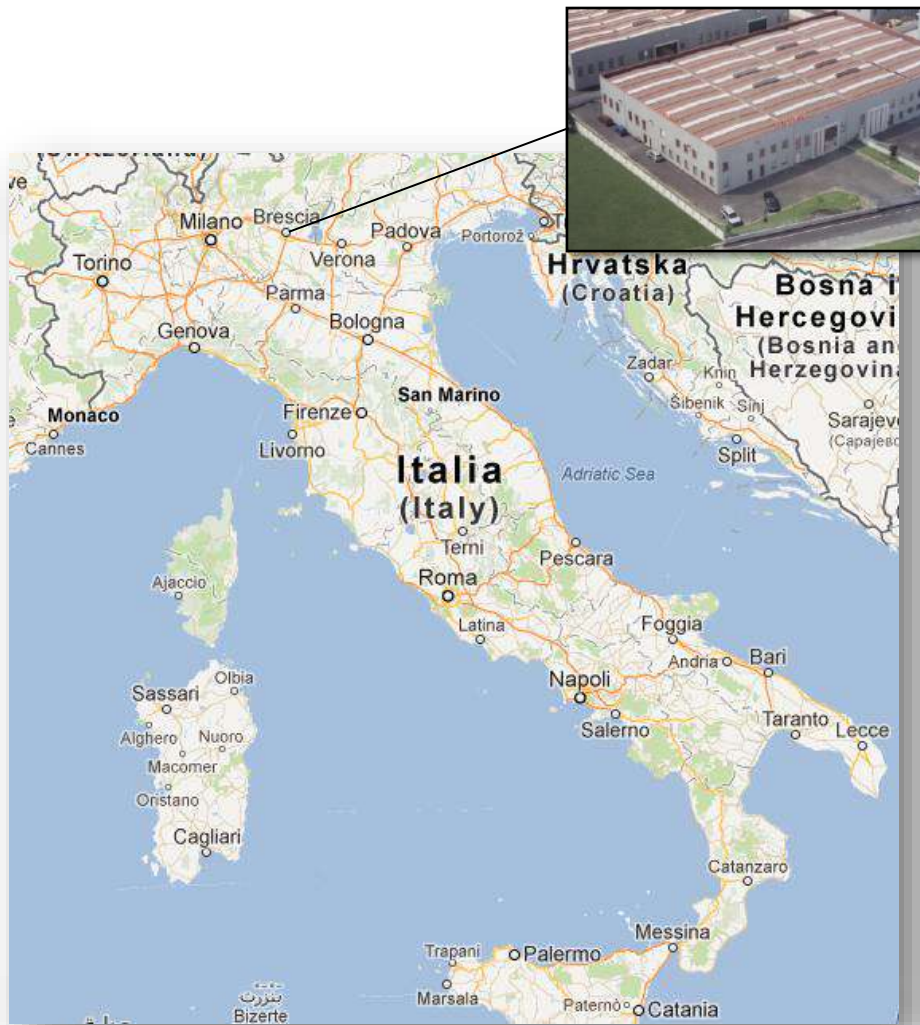 (Switzerland)
Milano
Brescia
Verona
Padova
Portorož
Torino
Parma
Genova
Bologna
Hrvatska
(Croatia)
Bosna i
Hercegovi
(Bosnia an
Herzegovina
Zadar
Knin
Šibenik
Sinj
Sarajevo
(Сарајево
Split
Monaco
Cannes
Firenze
San Marino
Livorno
Italia
(Italy)
Adriatic Sea
Terni
Pescara
Ajaccio
Roma
Latina
Foggia
Andria
Bari
Olbia
Sassari
Napoli
Salerno
Taranto
Lecce
Alghero
Nuoro
Macomer
Oristano
Cagliari
Catanzaro
Messina
Trapani
Palermo
Marsala
Paternò
Catania
بنزرت
Bizerte